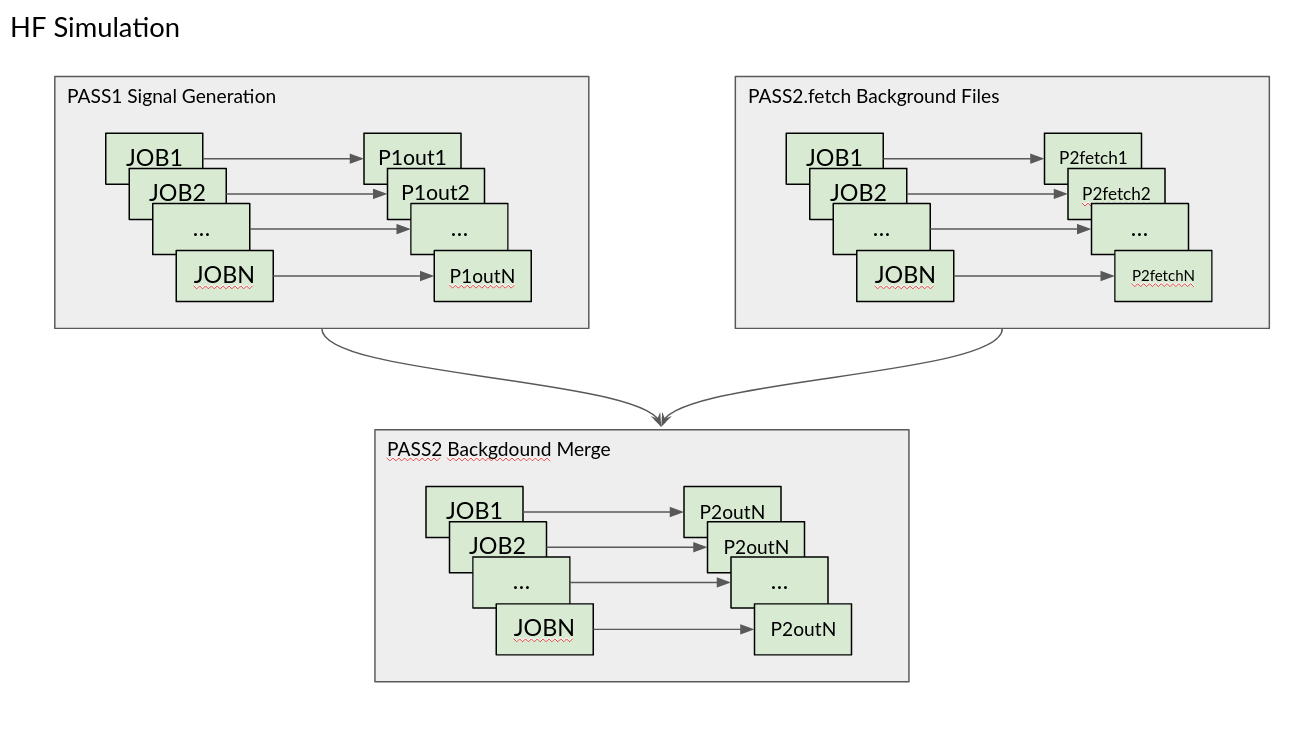 HF Simulation
PASS1 Signal Generation
JOB1
P1out1
JOB2
P1out2
...
...
JOBN
P1outN
PASS2.fetch Background Files
JOB1
P2fetch1
JOB2
P2fetch2
...
...
JOBN
P2fetchN
PASS2 Backgdound Merge
JOB1
P2outN
JOB2
P2outN
...
...
JOBN
P2outN